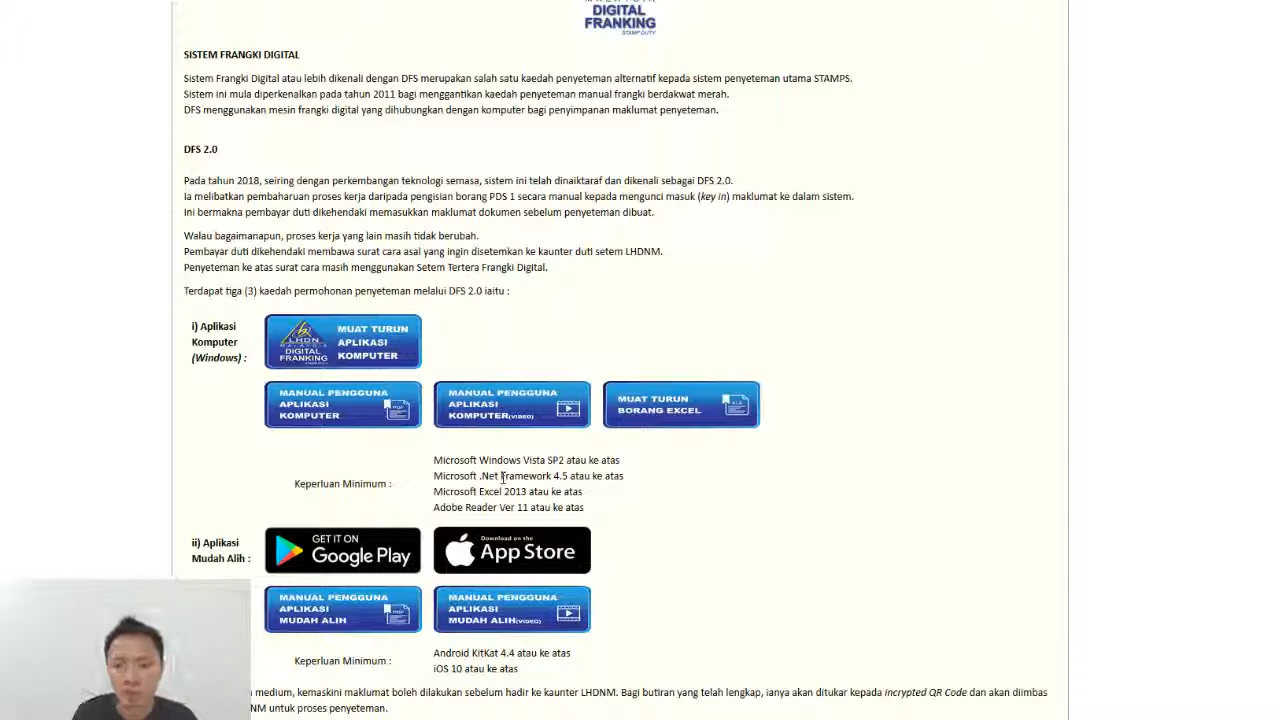 DIGITAL
FRANKING
STAMP DUTY
SISTEM FRANGKI DIGITAL
Sistem Frangki Digital atau lebih dikenali dengan DFS merupakan salah satu kaedah penyeteman alternatif kepada sistem penyeteman utama STAMPS.
Sistem ini mula diperkenalkan pada tahun 2011 bagi menggantikan kaedah penyeteman manual frangki berdakwat merah.
DFS menggunakan mesin frangki digital yang dihubungkan dengan komputer bagi penyimpanan maklumat penyeteman.
DFS 2.0
Pada tahun 2018, seiring dengan perkembangan teknologi semasa, sistem ini telah dinaiktaraf dan dikenali sebagai DFS 2.0.
Ia melibatkan pembaharuan proses kerja daripada pengisian borang PDS 1 secara manual kepada mengunci masuk (key in) maklumat ke dalam sistem.
Ini bermakna pembayar duti dikehendaki memasukkan maklumat dokumen sebelum penyeteman dibuat.
Walau bagaimanapun, proses kerja yang lain masih tidak berubah.
Pembayar duti dikehendaki membawa surat cara asal yang ingin disetemkan ke kaunter duti setem LHDNM.
Penyeteman ke atas surat cara masih menggunakan Setem Tertera Frangki Digital.
Terdapat tiga (3) kaedah permohonan penyeteman melalui DFS 2.0 iaitu :
i) Aplikasi
Komputer
(Windows) :
LHDN
MALAYSIA
DIGITAL
FRANKING
STAMP DUTY
MUAT TURUN
APLIKASI
KOMPUTER
MANUAL PENGGUNA
APLIKASI
KOMPUTER
MANUAL PENGGUNA
APLIKASI
KOMPUTER(VIDEO)
MUAT TURUN
BORANG EXCEL
Keperluan Minimum :
Microsoft Windows Vista SP2 atau ke atas
Microsoft .Net Framework 4.5 atau ke atas
Microsoft Excel 2013 atau ke atas
Adobe Reader Ver 11 atau ke atas
ii) Aplikasi
Mudah Alih :
GET IT ON
Google Play
Download on the
App Store
MANUAL PENGGUNA
APLIKASI
MUDAH ALIH
MANUAL PENGGUNA
APLIKASI
MUDAH ALIH(VIDEO)
Keperluan Minimum :
Android KitKat 4.4 atau ke atas
iOS 10 atau ke atas
medium, kemaskini maklumat boleh dilakukan sebelum hadir ke kaunter LHDNM. Bagi butiran yang telah lengkap, ianya akan ditukar kepada incrypted QR Code dan akan diimbas
NM untuk proses penyeteman.